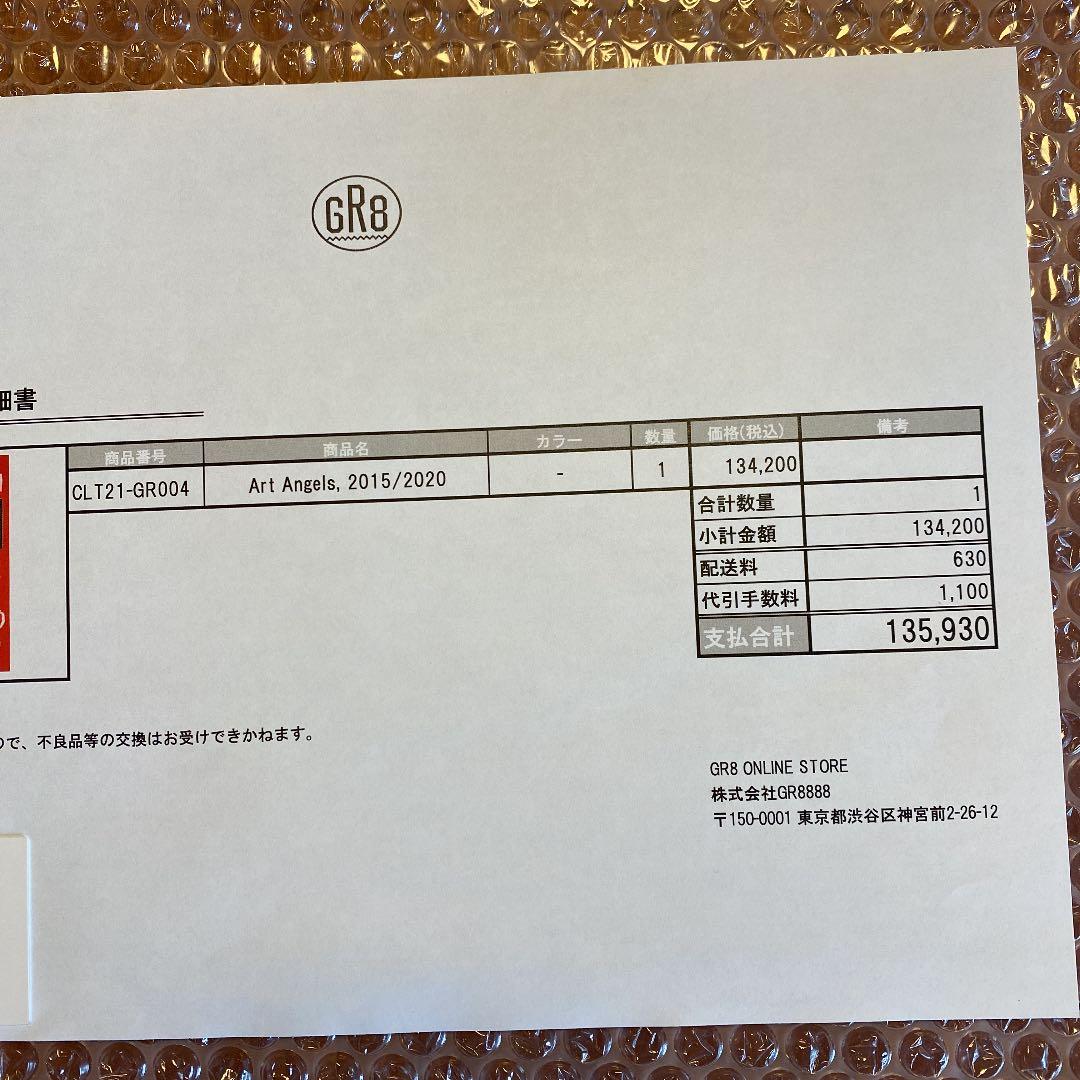 GR8
細書
商品番号 商品名 カラー 数量 価格(税込) 備考
CLT21-GR004 Art Angels, 2015/2020 - 1 134,200
合計数量 1
小計金額 134,200
配送料 630
代引手数料 1,100
支払合計 135,930
ので、不良品等の交換はお受けできかねます。
GR8 ONLINE STORE
株式会社GR8888
〒150-0001 東京都渋谷区神宮前2-26-12